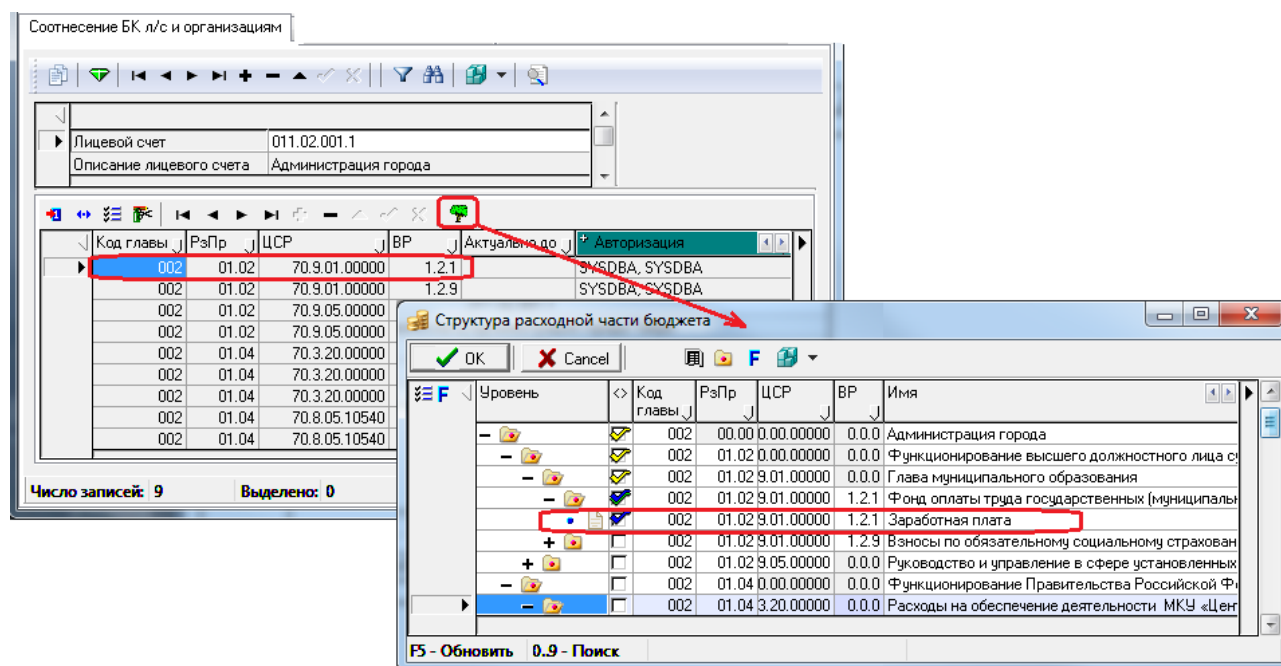 Соотнесение БК л/с и организациям
Лицевой счет 011.02.001.1
Описание лицевого счета Администрация города
Код главы РзПр ЦСР ВР Актуально до Авторизация
002 01.02 70.9.01.00000 1.2.1 SYSDBA, SYSDBA
002 01.02 70.9.01.00000 1.2.9 SYSDBA, SYSDBA
002 01.02 70.9.05.00000
002 01.02 70.9.05.00000
002 01.04 70.3.20.00000
002 01.04 70.3.20.00000
002 01.04 70.3.20.00000
002 01.04 70.8.05.10540
002 01.04 70.8.05.10540
Число записей: 9 Выделено: 0
Структура расходной части бюджета
OK Cancel F
F Уровень <> Код главы РзПр ЦСР ВР Имя
002 00.00 0.00.00000 0.0.0 Администрация города
002 01.02 0.00.00000 0.0.0 Функционирование высшего должностного лица су
002 01.02 9.01.00000 0.0.0 Глава муниципального образования
002 01.02 9.01.00000 1.2.1 Фонд оплаты труда государственных (муниципальн
002 01.02 9.01.00000 1.2.1 Заработная плата
002 01.02 9.01.00000 1.2.9 Взносы по обязательному социальному страхован
002 01.02 9.05.00000 0.0.0 Руководство и управление в сфере установленных
002 01.04 0.00.00000 0.0.0 Функционирование Правительства Российской Ф
002 01.04 3.20.00000 0.0.0 Расходы на обеспечение деятельности МКУ «Цен
F5 - Обновить 0..9 - Поиск